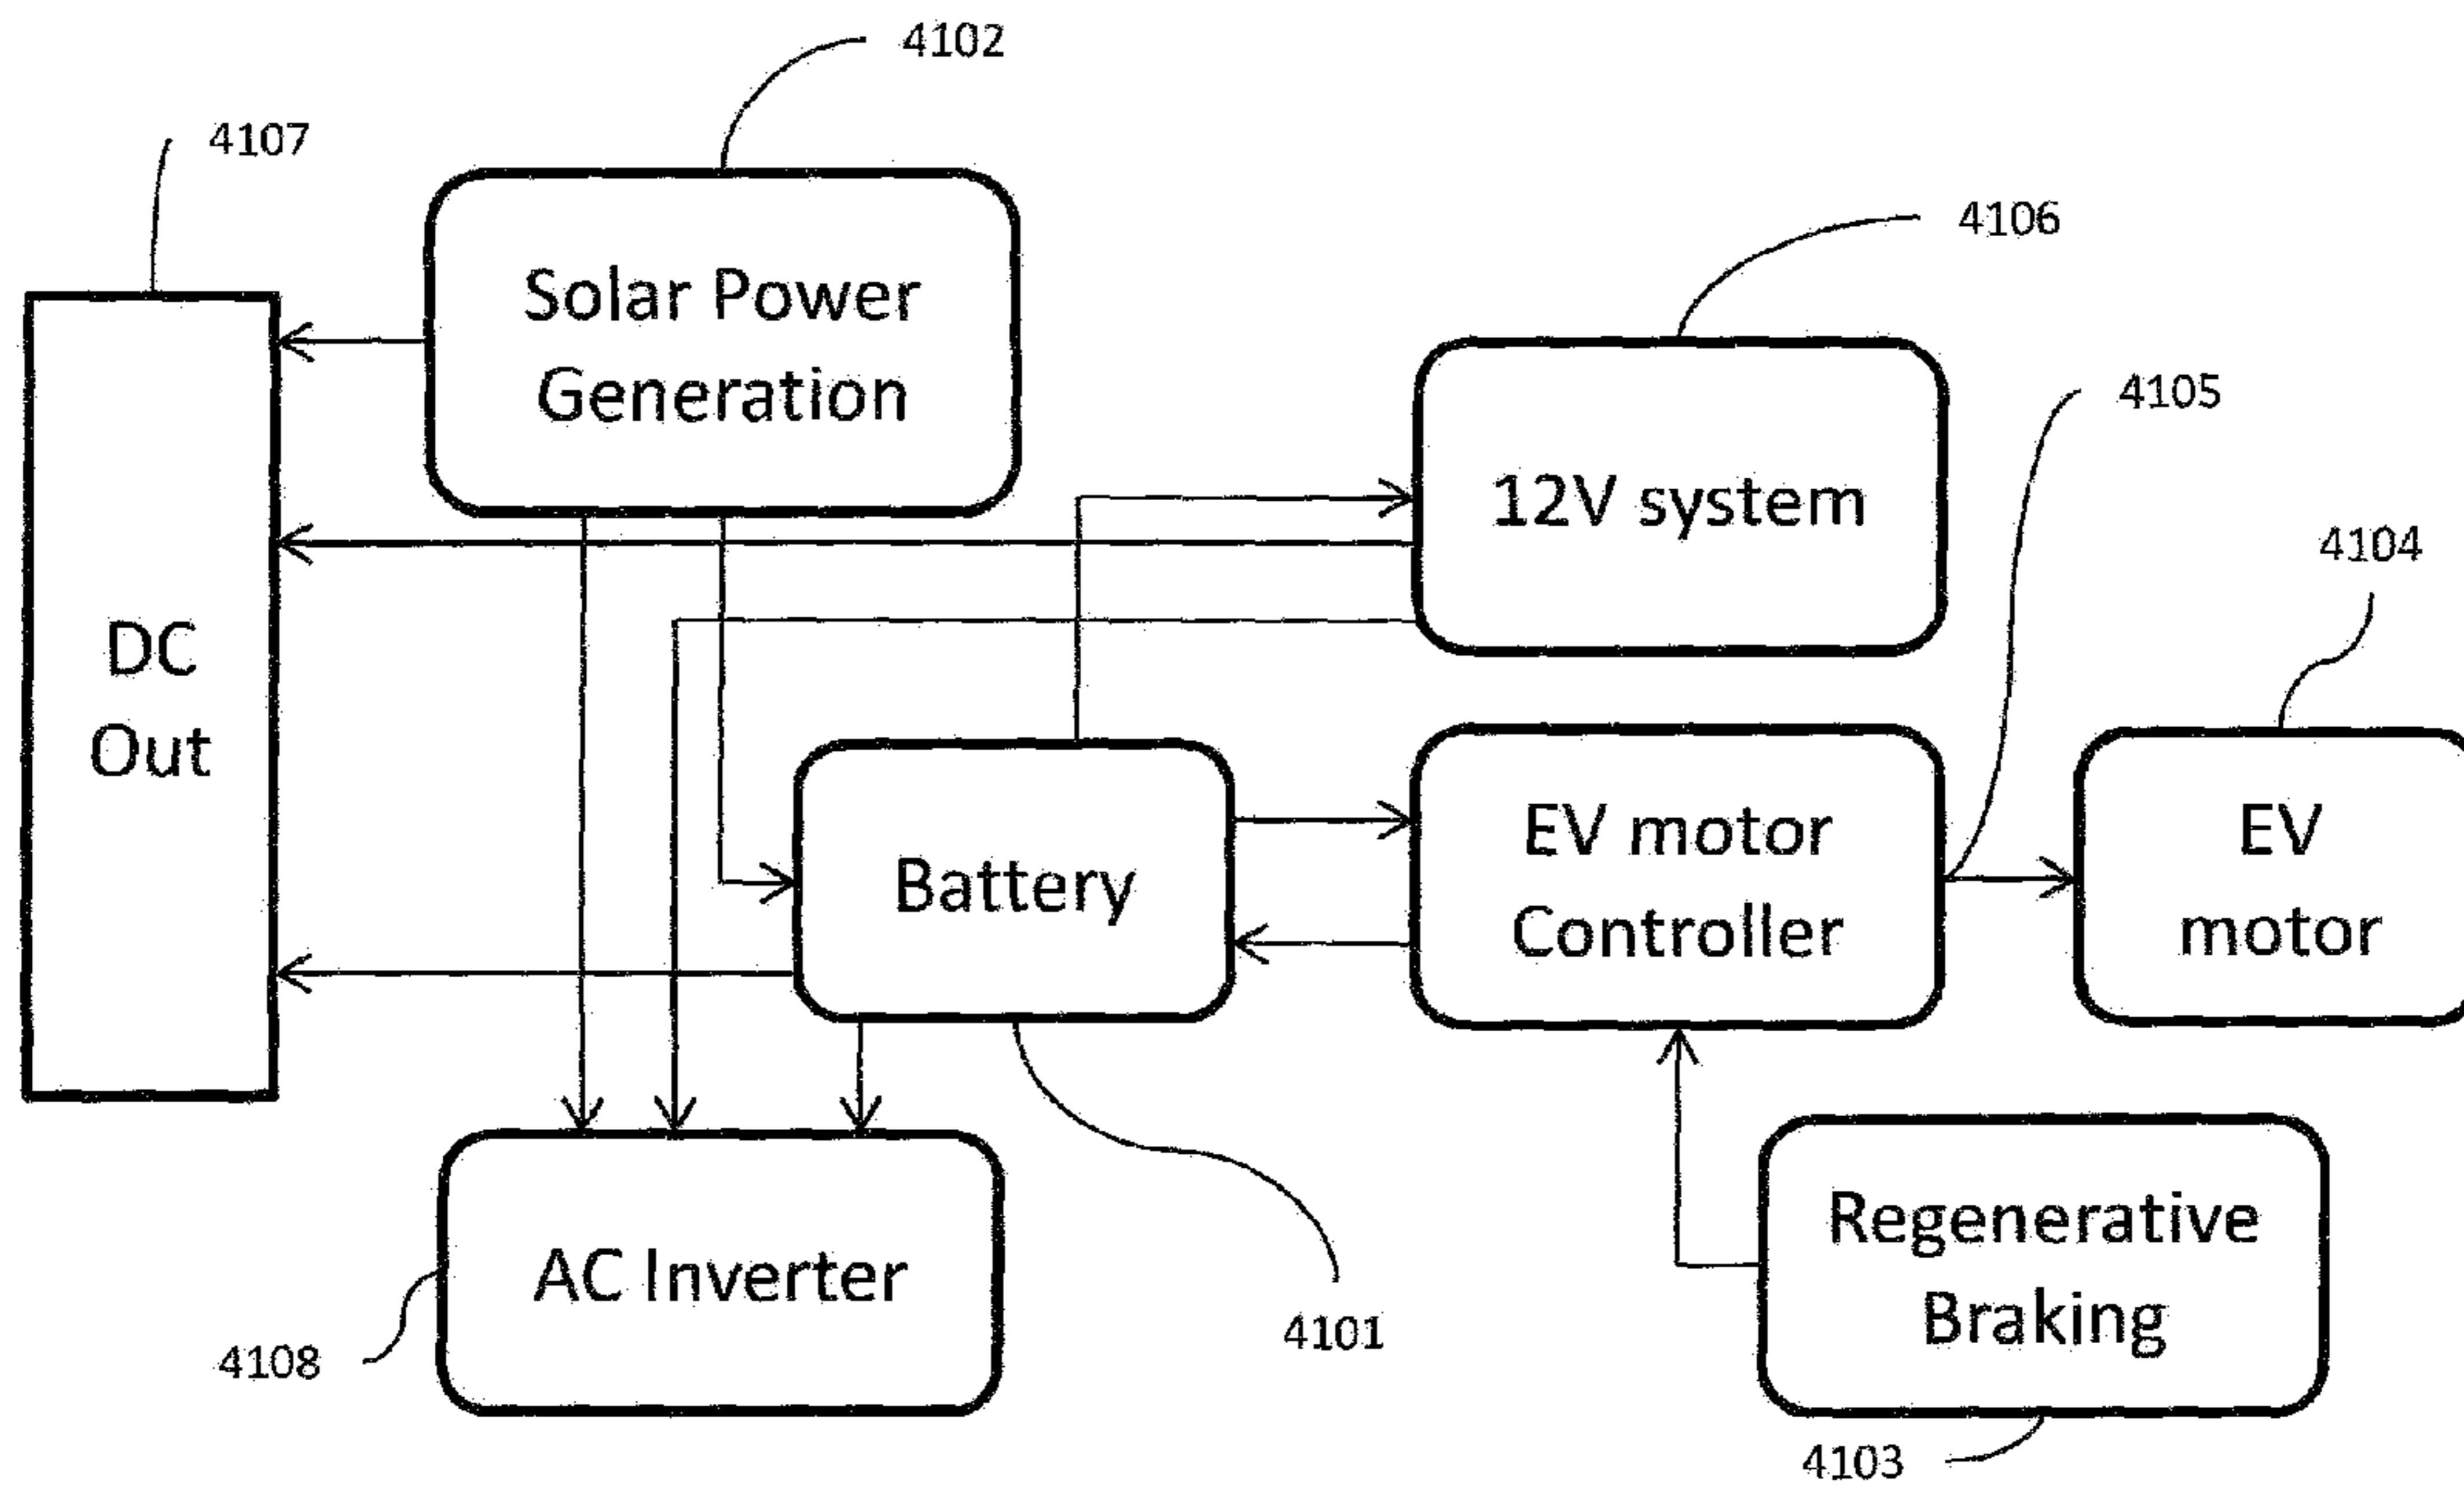 4102
4107
Solar Power
Generation
4106
12V system
4105
4104
DC
Out
Battery
EV motor
Controller
EV
motor
AC Inverter
4108
4101
Regenerative
Braking
4103